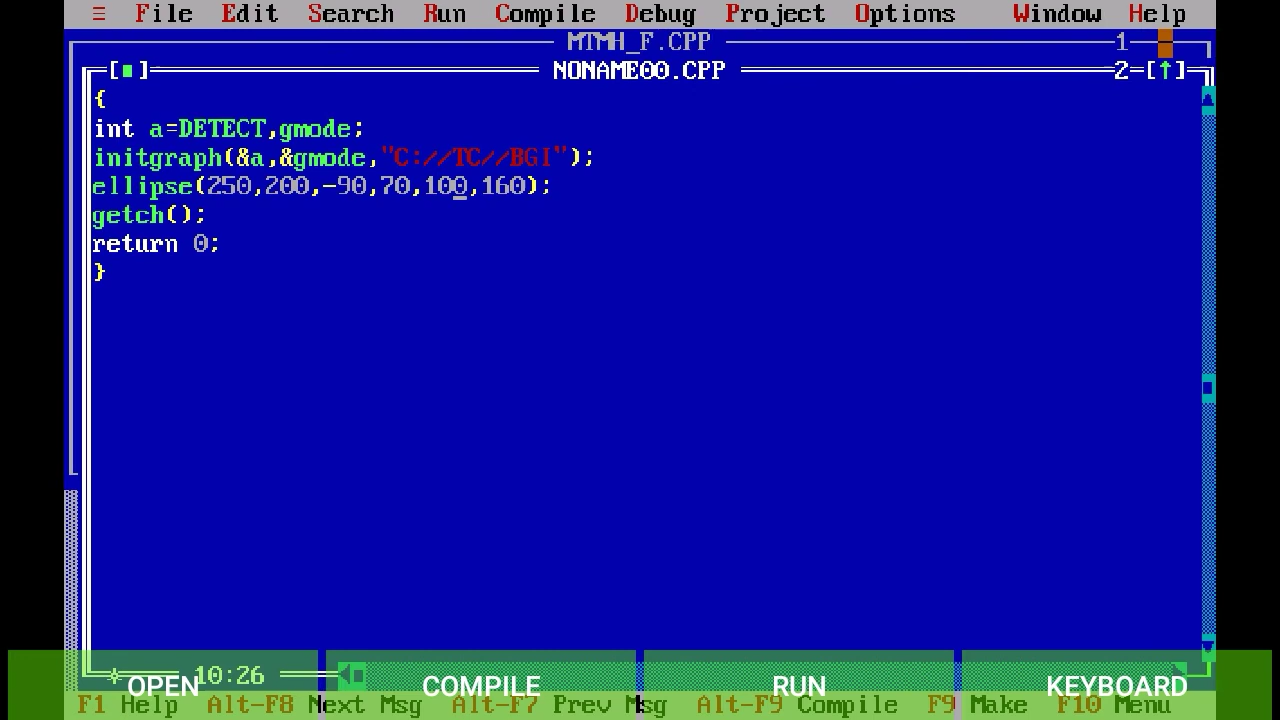 ≡ File Edit Search Run Compile Debug Project Options Window Help
MTMH_F.CPP 1
[■] NONAME00.CPP 2=[↑]
{
int a=DETECT,gmode;
initgraph(&a,&gmode,"C://TC//BGI");
ellipse(250,200,-90,70,100,160);
getch();
return 0;
}
10:26
OPEN COMPILE RUN KEYBOARD
F1 Help Alt-F8 Next Msg Alt-F7 Prev Msg Alt-F9 Compile F9 Make F10 Menu